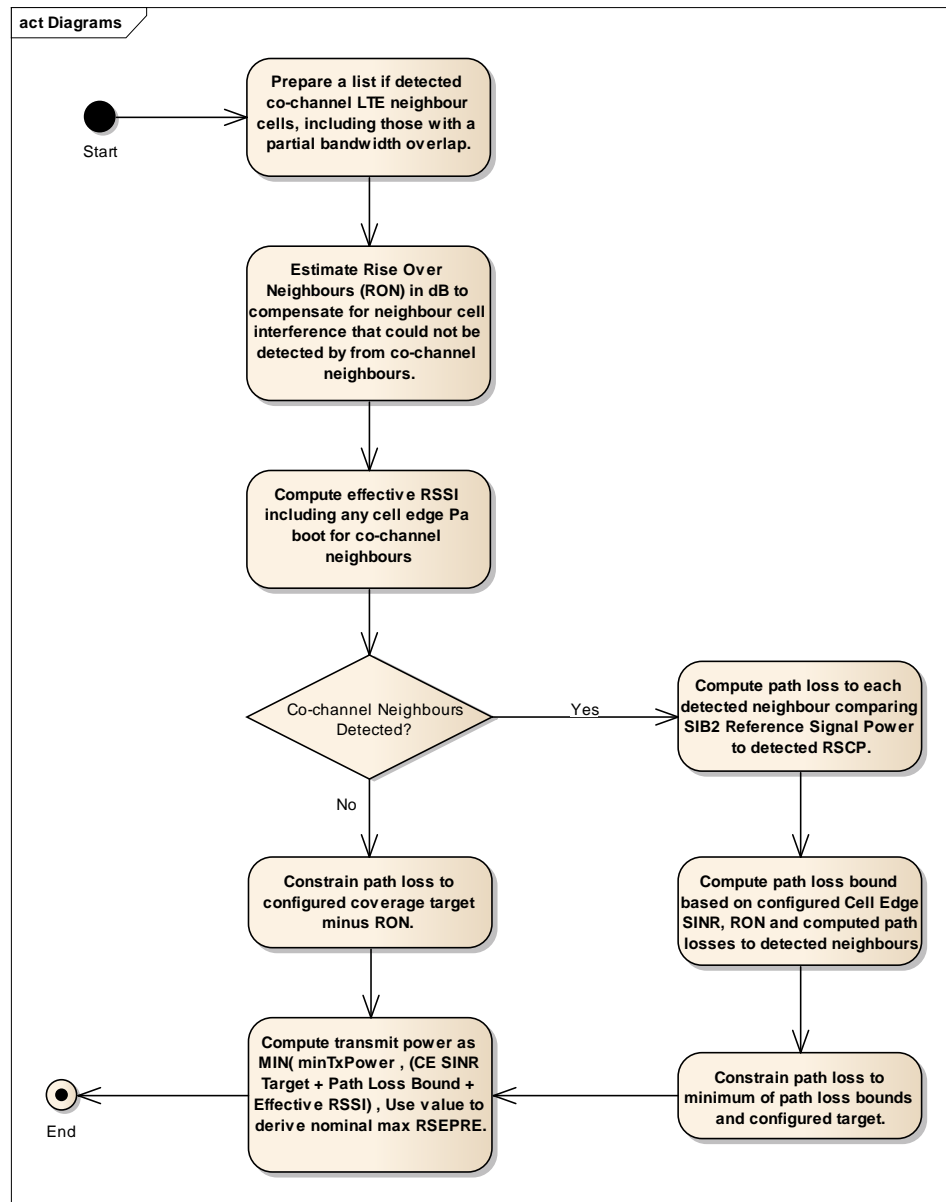 act Diagrams
Start
Prepare a list if detected
co-channel LTE neighbour
cells, including those with a
partial bandwidth overlap.
Estimate Rise Over
Neighbours (RON) in dB to
compensate for neighbour cell
interference that could not be
detected by from co-channel
neighbours.
Compute effective RSSI
including any cell edge Pa
boot for co-channel
neighbours
Co-channel Neighbours
Detected?
Yes
Compute path loss to each
detected neighbour comparing
SIB2 Reference Signal Power
to detected RSCP.
No
Constrain path loss to
configured coverage target
minus RON.
Compute path loss bound
based on configured Cell Edge
SINR, RON and computed path
losses to detected neighbours
Compute transmit power as
MIN( minTxPower , (CE SINR
Target + Path Loss Bound +
Effective RSSI) , Use value to
derive nominal max RSEPRE.
Constrain path loss to
minimum of path loss bounds
and configured target.
End